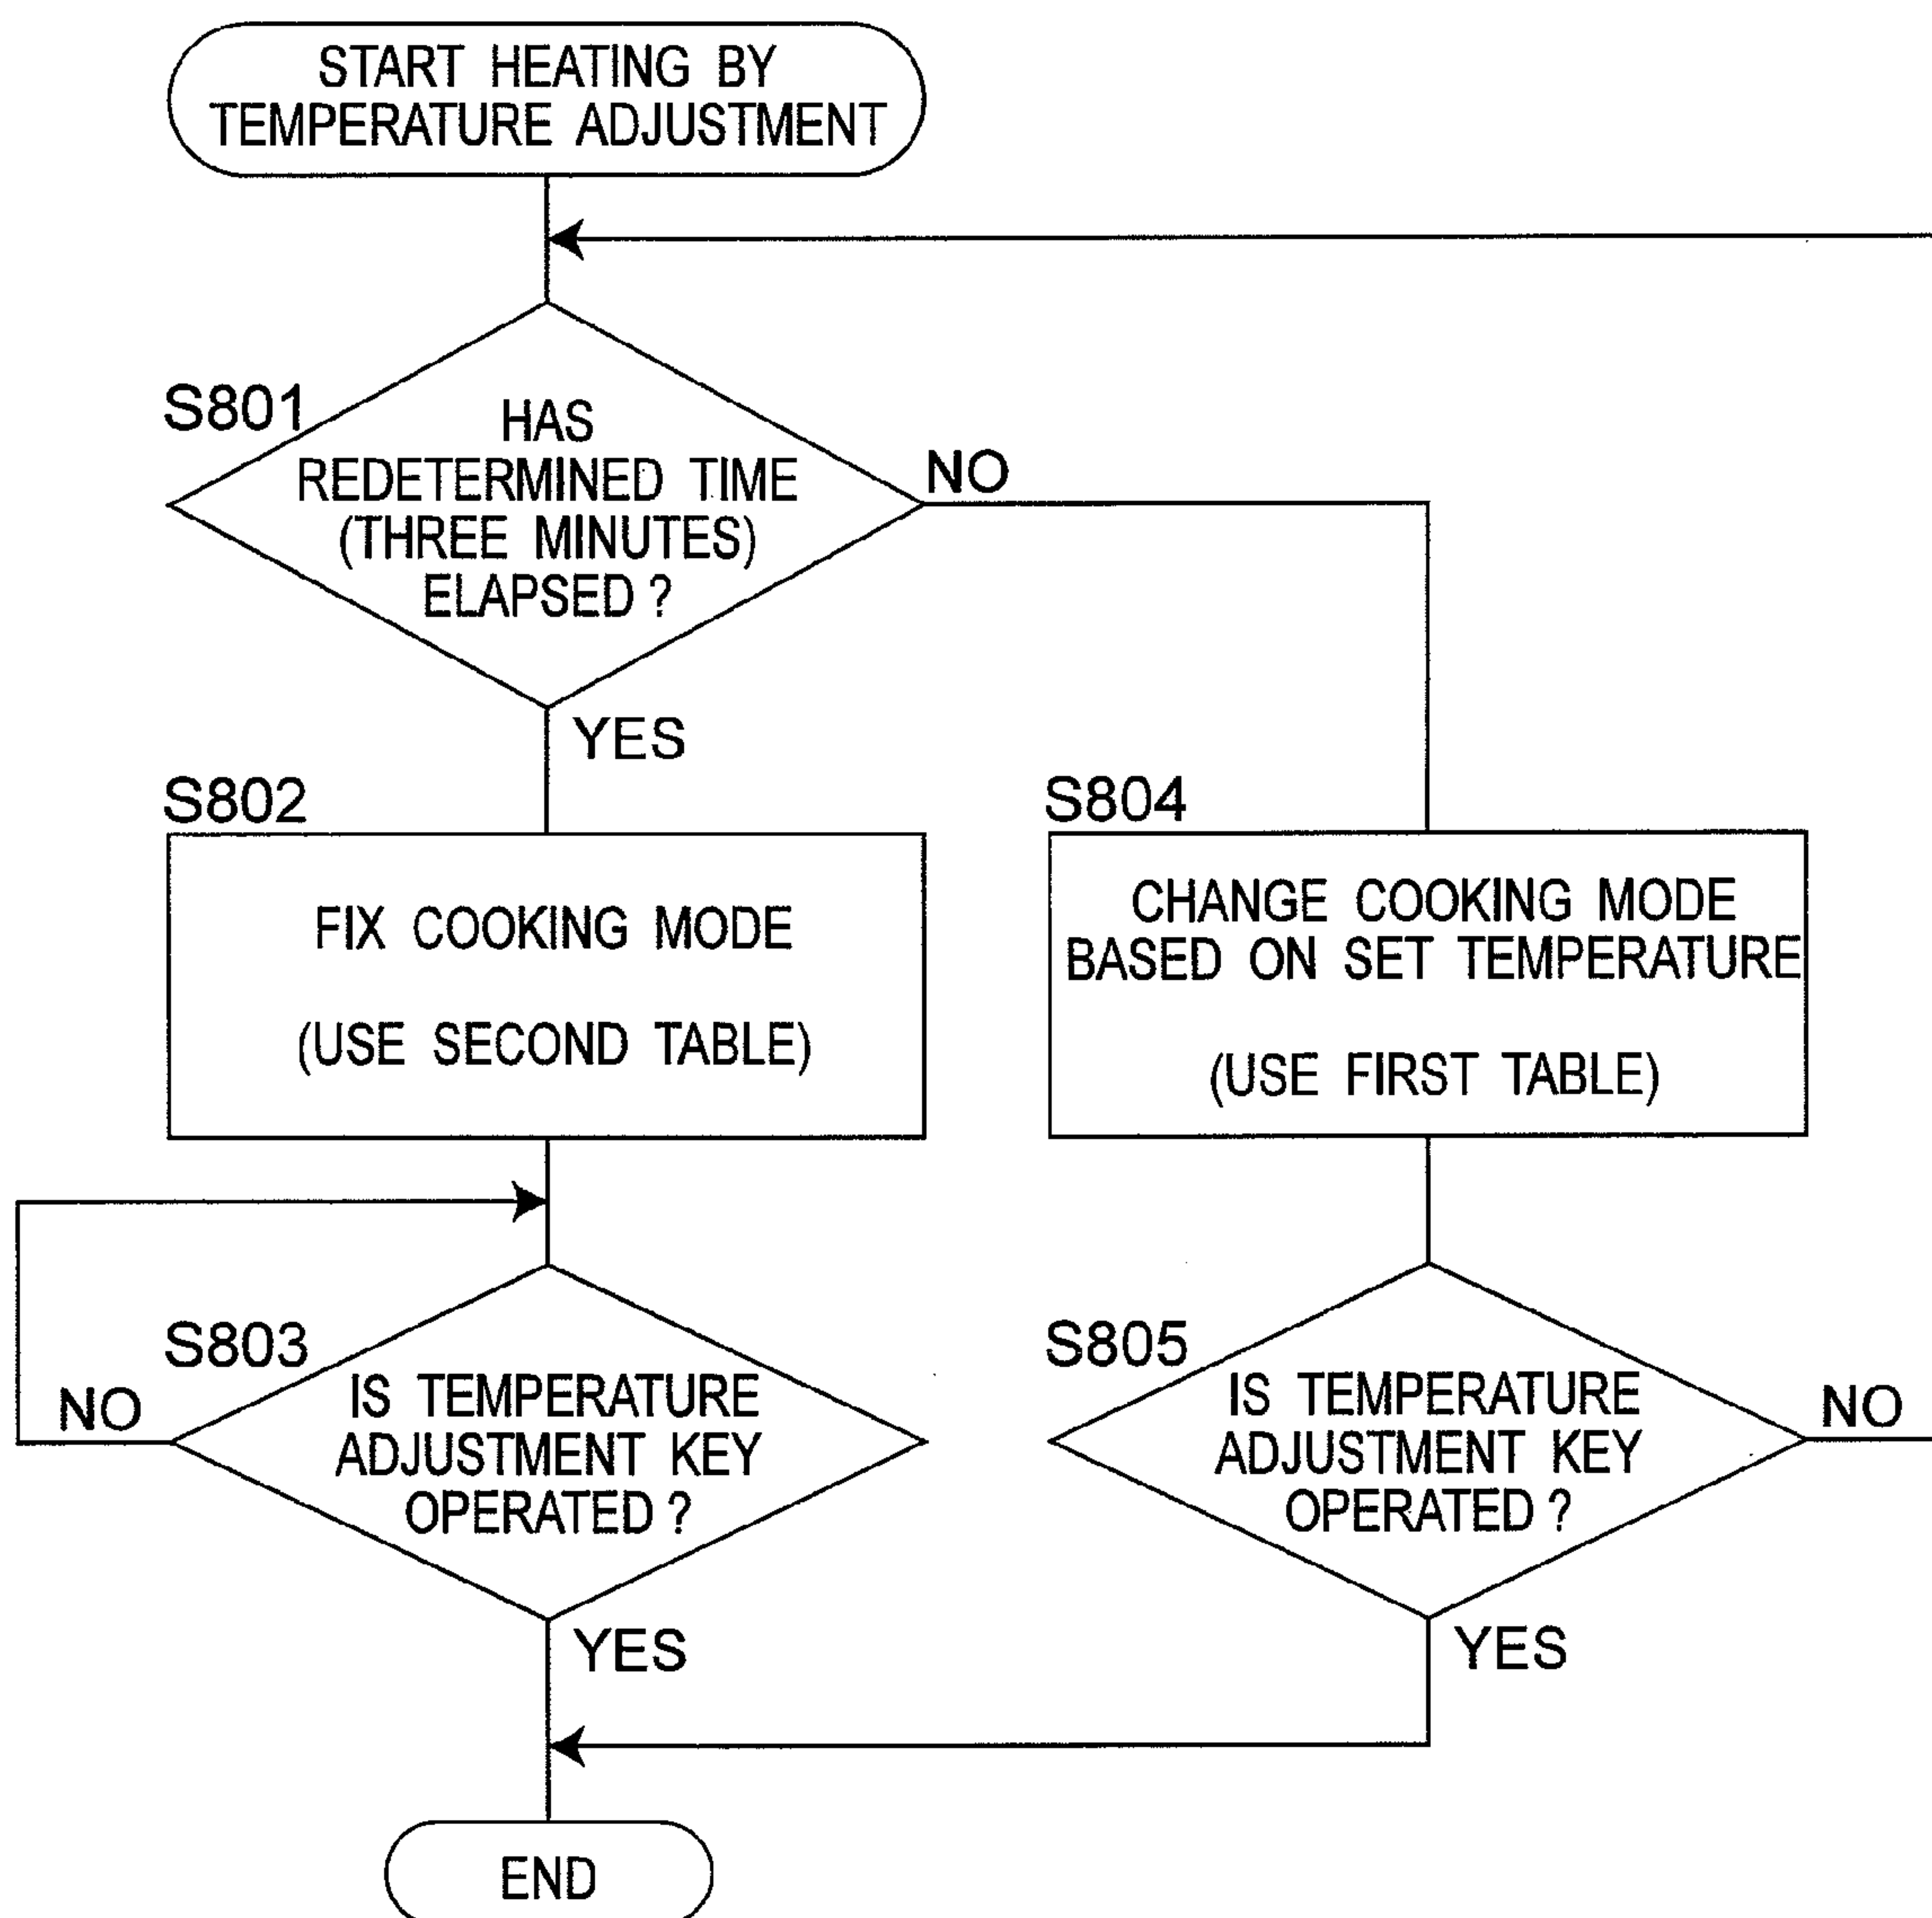 START HEATING BY
TEMPERATURE ADJUSTMENT
S801
HAS
REDETERMINED TIME
(THREE MINUTES)
ELAPSED ?
NO
YES
S802
FIX COOKING MODE
(USE SECOND TABLE)
S804
CHANGE COOKING MODE
BASED ON SET TEMPERATURE
(USE FIRST TABLE)
S803
NO
IS TEMPERATURE
ADJUSTMENT KEY
OPERATED ?
YES
S805
IS TEMPERATURE
ADJUSTMENT KEY
OPERATED ?
NO
YES
END